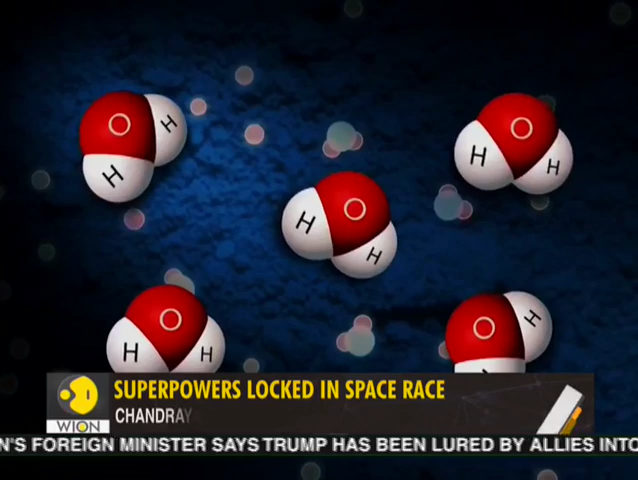 H
O
H
O
H
H
O
H
H
O
H
H
O
H
SUPERPOWERS LOCKED IN SPACE RACE
CHANDRAY
WION
N'S FOREIGN MINISTER SAYS TRUMP HAS BEEN LURED BY ALLIES INTO